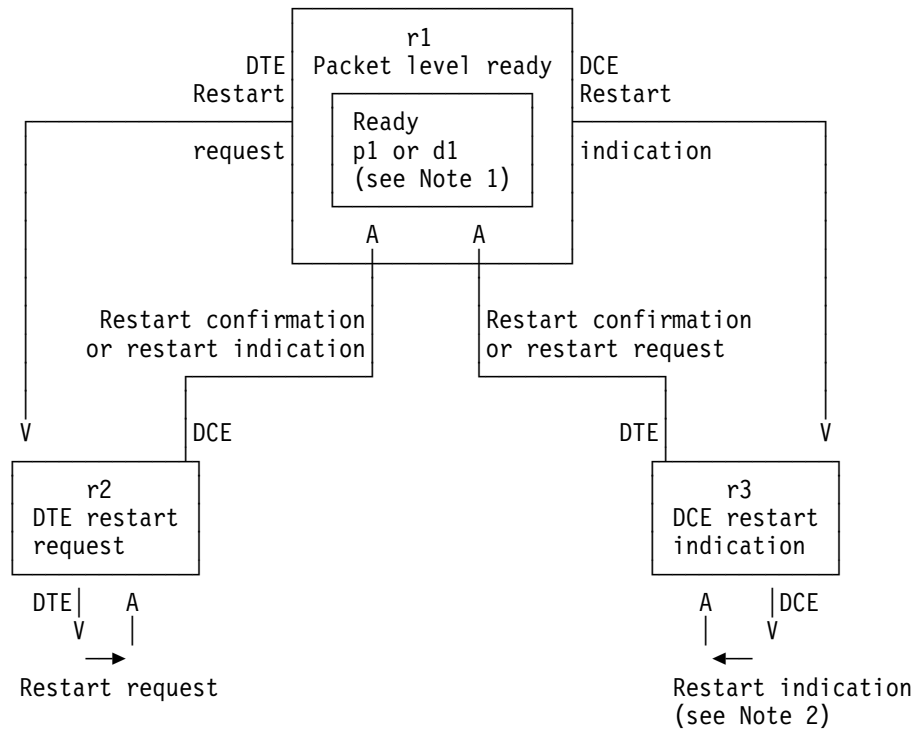 r1
Packet level ready
DTE
Restart
request
DCE
Restart
indication
Ready
p1 or d1
(see Note 1)
A
A
Restart confirmation
or restart indication
Restart confirmation
or restart request
V
DCE
DTE
V
r2
DTE restart
request
r3
DCE restart
indication
DTE
V
A
A
DCE
V
Restart request
Restart indication
(see Note 2)